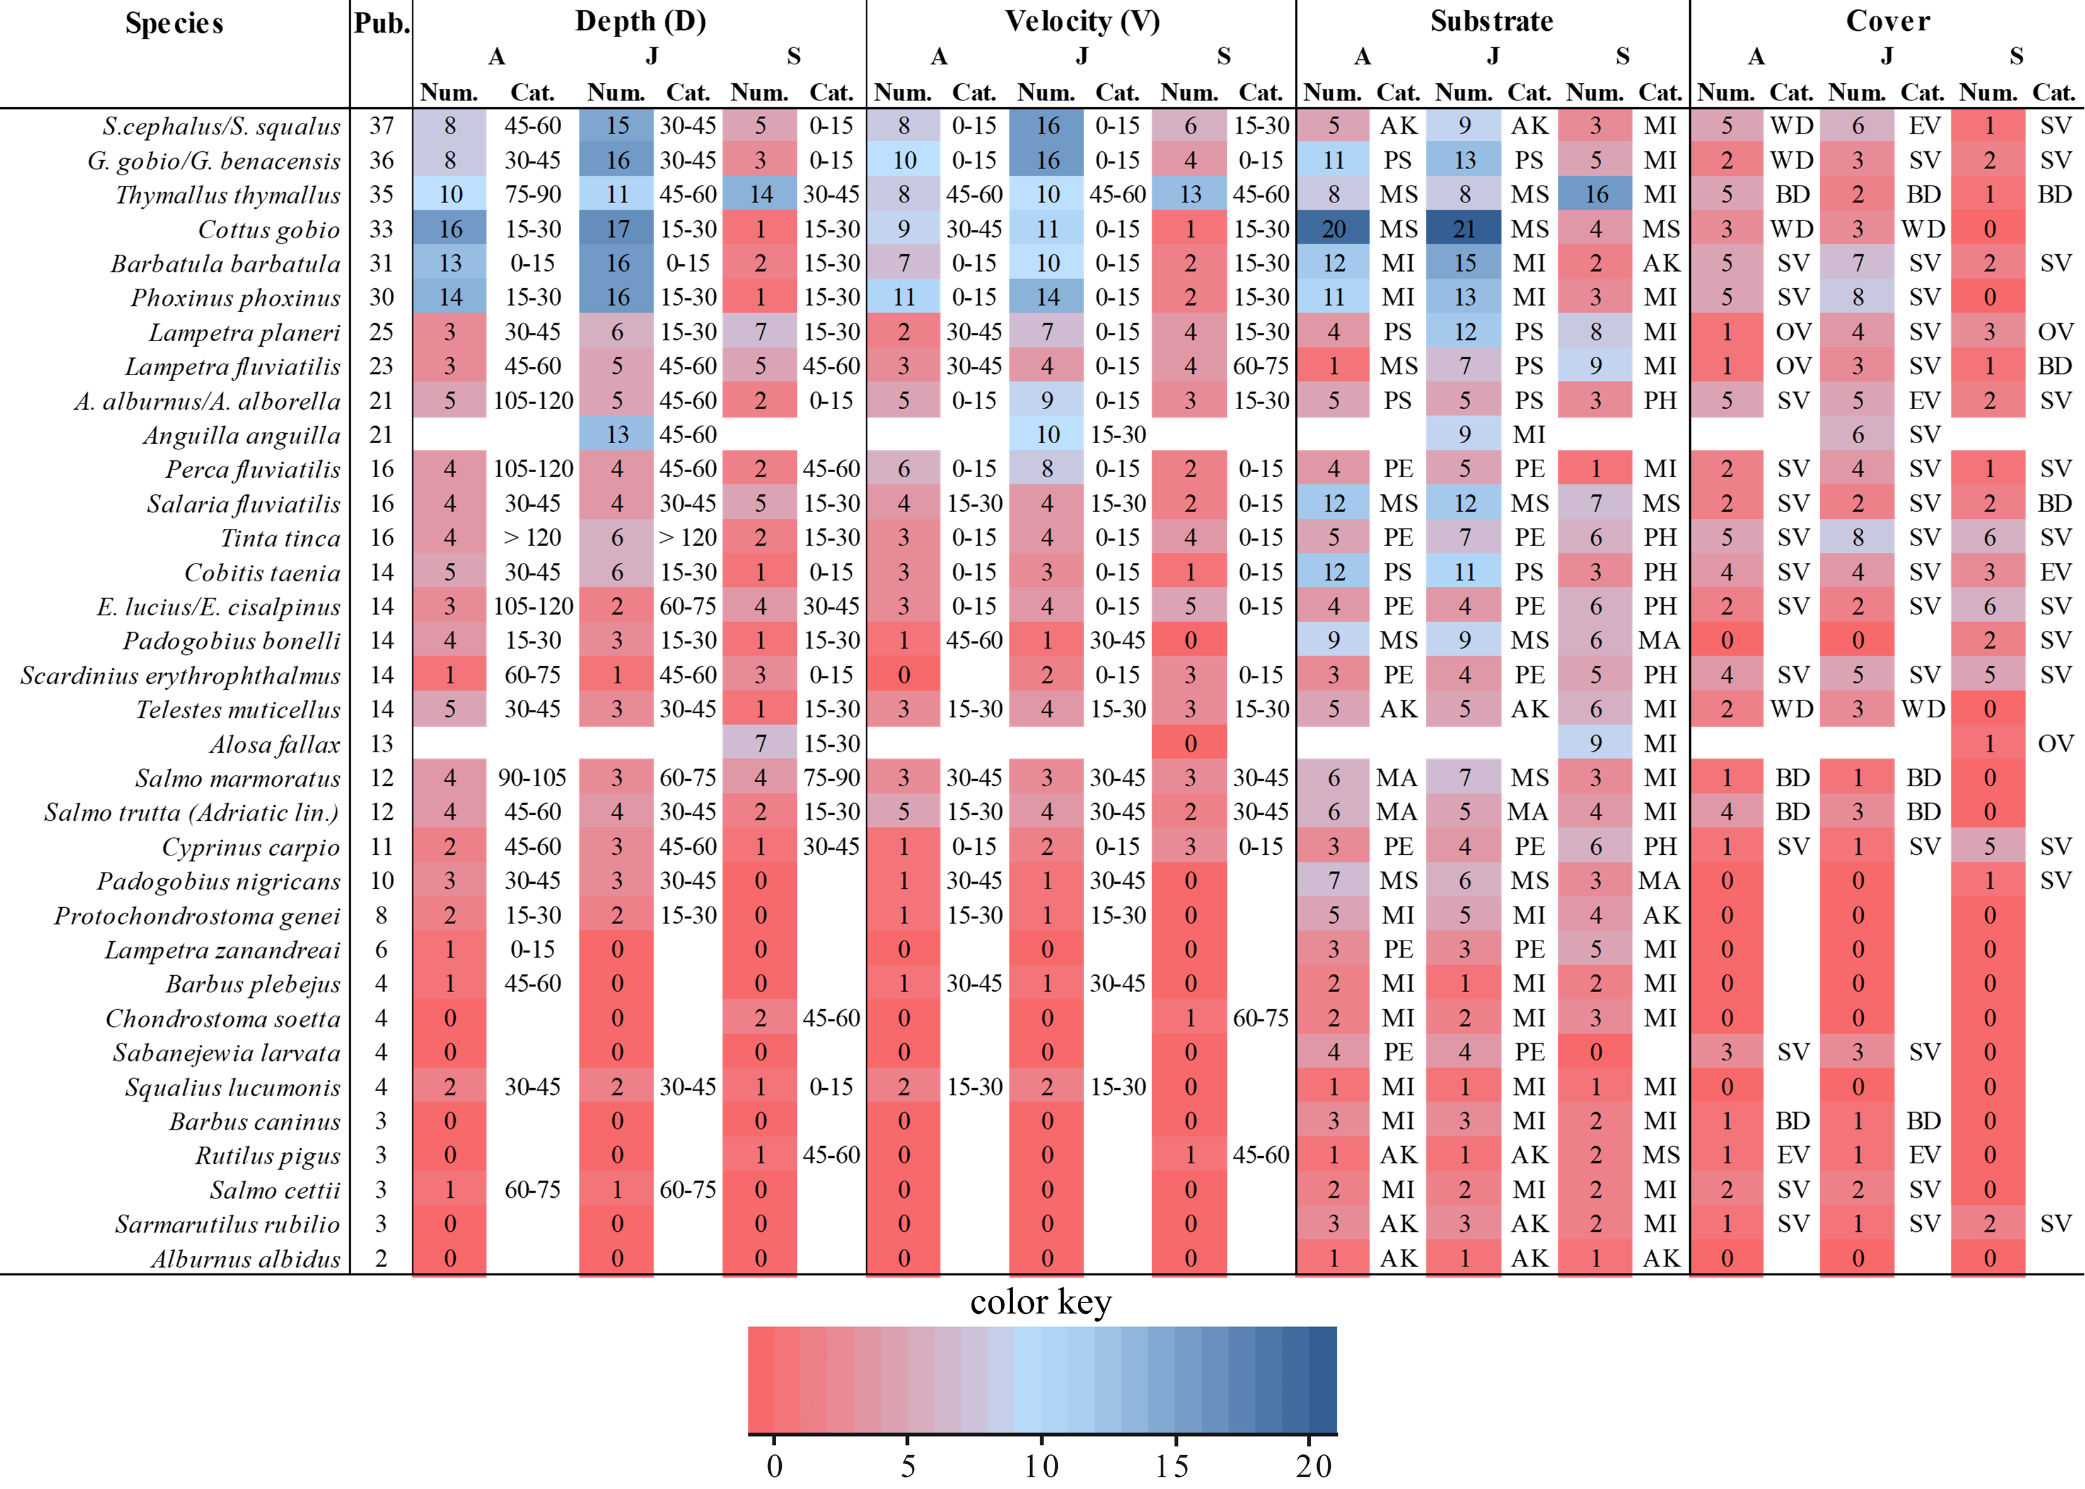 Species Pub. Depth (D) Velocity (V) Substrate Cover
A J S A J S A J S A J S
Num. Cat. Num. Cat. Num. Cat. Num. Cat. Num. Cat. Num. Cat. Num. Cat. Num. Cat. Num. Cat. Num. Cat. Num. Cat. Num. Cat.
S.cephalus/S. squalus 37 8 45-60 15 30-45 5 0-15 8 0-15 16 0-15 6 15-30 5 AK 9 AK 3 MI 5 WD 6 EV 1 SV
G. gobio/G. benacensis 36 8 30-45 16 30-45 3 0-15 10 0-15 16 0-15 4 0-15 11 PS 13 PS 5 MI 2 WD 3 SV 2 SV
Thymallus thymallus 35 10 75-90 11 45-60 14 30-45 8 45-60 10 45-60 13 45-60 8 MS 8 MS 16 MI 5 BD 2 BD 1 BD
Cottus gobio 33 16 15-30 17 15-30 1 15-30 9 30-45 11 0-15 1 15-30 20 MS 21 MS 4 MS 3 WD 3 WD 0
Barbatula barbatula 31 13 0-15 16 0-15 2 15-30 7 0-15 10 0-15 2 15-30 12 MI 15 MI 2 AK 5 SV 7 SV 2 SV
Phoxinus phoxinus 30 14 15-30 16 15-30 1 15-30 11 0-15 14 0-15 2 15-30 11 MI 13 MI 3 MI 5 SV 8 SV 0
Lampetra planeri 25 3 30-45 6 15-30 7 15-30 2 30-45 7 0-15 4 15-30 4 PS 12 PS 8 MI 1 OV 4 SV 3 OV
Lampetra fluviatilis 23 3 45-60 5 45-60 5 45-60 3 30-45 4 0-15 4 60-75 1 MS 7 PS 9 MI 1 OV 3 SV 1 BD
A. alburnus/A. alborella 21 5 105-120 5 45-60 2 0-15 5 0-15 9 0-15 3 15-30 5 PS 5 PS 3 PH 5 SV 5 EV 2 SV
Anguilla anguilla 21 13 45-60 10 15-30 9 MI 6 SV
Perca fluviatilis 16 4 105-120 4 45-60 2 45-60 6 0-15 8 0-15 2 0-15 4 PE 5 PE 1 MI 2 SV 4 SV 1 SV
Salaria fluviatilis 16 4 30-45 4 30-45 5 15-30 4 15-30 4 15-30 2 0-15 12 MS 12 MS 7 MS 2 SV 2 SV 2 BD
Tinta tinca 16 4 > 120 6 > 120 2 15-30 3 0-15 4 0-15 4 0-15 5 PE 7 PE 6 PH 5 SV 8 SV 6 SV
Cobitis taenia 14 5 30-45 6 15-30 1 0-15 3 0-15 3 0-15 1 0-15 12 PS 11 PS 3 PH 4 SV 4 SV 3 EV
E. lucius/E. cisalpinus 14 3 105-120 2 60-75 4 30-45 3 0-15 4 0-15 5 0-15 4 PE 4 PE 6 PH 2 SV 2 SV 6 SV
Padogobius bonelli 14 4 15-30 3 15-30 1 15-30 1 45-60 1 30-45 0 9 MS 9 MS 6 MA 0 0 2 SV
Scardinius erythrophthalmus 14 1 60-75 1 45-60 3 0-15 0 2 0-15 3 0-15 3 PE 4 PE 5 PH 4 SV 5 SV 5 SV
Telestes muticellus 14 5 30-45 3 30-45 1 15-30 3 15-30 4 15-30 3 15-30 5 AK 5 AK 6 MI 2 WD 3 WD 0
Alosa fallax 13 7 15-30 0 9 MI 1 OV
Salmo marmoratus 12 4 90-105 3 60-75 4 75-90 3 30-45 3 30-45 3 30-45 6 MA 7 MS 3 MI 1 BD 1 BD 0
Salmo trutta (Adriatic lin.) 12 4 45-60 4 30-45 2 15-30 5 15-30 4 30-45 2 30-45 6 MA 5 MA 4 MI 4 BD 3 BD 0
Cyprinus carpio 11 2 45-60 3 45-60 1 30-45 1 0-15 2 0-15 3 0-15 3 PE 4 PE 6 PH 1 SV 1 SV 5 SV
Padogobius nigricans 10 3 30-45 3 30-45 0 1 30-45 1 30-45 0 7 MS 6 MS 3 MA 0 0 1 SV
Protochondrostoma genei 8 2 15-30 2 15-30 0 1 15-30 1 15-30 0 5 MI 5 MI 4 AK 0 0 0
Lampetra zanandreai 6 1 0-15 0 0 0 0 0 3 PE 3 PE 5 MI 0 0 0
Barbus plebejus 4 1 45-60 0 0 1 30-45 1 30-45 0 2 MI 1 MI 2 MI 0 0 0
Chondrostoma soetta 4 0 0 2 45-60 0 0 1 60-75 2 MI 2 MI 3 MI 0 0 0
Sabanejewia larvata 4 0 0 0 0 0 0 4 PE 4 PE 0 3 SV 3 SV 0
Squalius lucumonis 4 2 30-45 2 30-45 1 0-15 2 15-30 2 15-30 0 1 MI 1 MI 1 MI 0 0 0
Barbus caninus 3 0 0 0 0 0 0 3 MI 3 MI 2 MI 1 BD 1 BD 0
Rutilus pigus 3 0 0 1 45-60 0 0 1 45-60 1 AK 1 AK 2 MS 1 EV 1 EV 0
Salmo cettii 3 1 60-75 1 60-75 0 0 0 0 2 MI 2 MI 2 MI 2 SV 2 SV 0
Sarmarutilus rubilio 3 0 0 0 0 0 0 3 AK 3 AK 2 MI 1 SV 1 SV 2 SV
Alburnus albidus 2 0 0 0 0 0 0 1 AK 1 AK 1 AK 0 0 0
color key
0 5 10 15 20